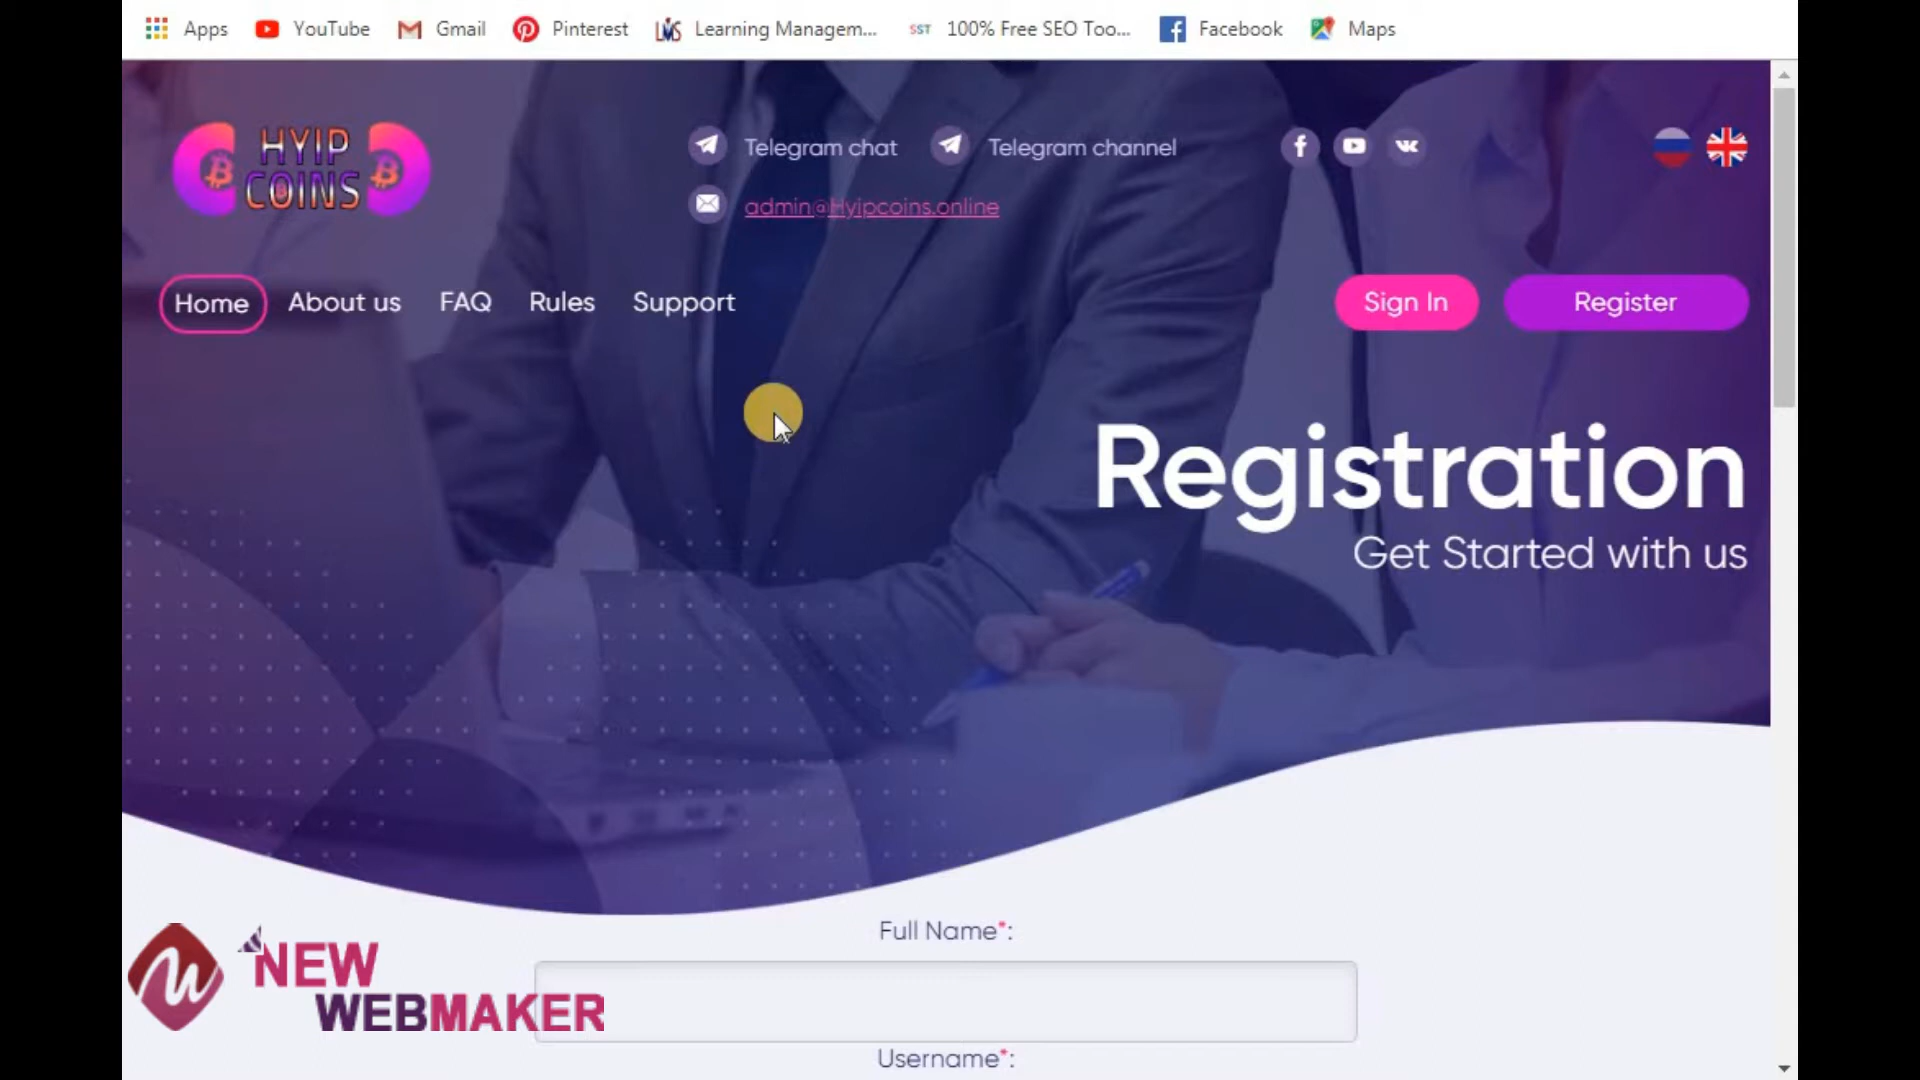 Apps YouTube Gmail Pinterest Learning Managem... SST 100% Free SEO Too... Facebook Maps
HYIP
COINS
Telegram chat Telegram channel
admin@Hyipcoins.online
Home About us FAQ Rules Support Sign In Register
Registration
Get Started with us
Full Name*:
NEW
WEBMAKER
Username*: